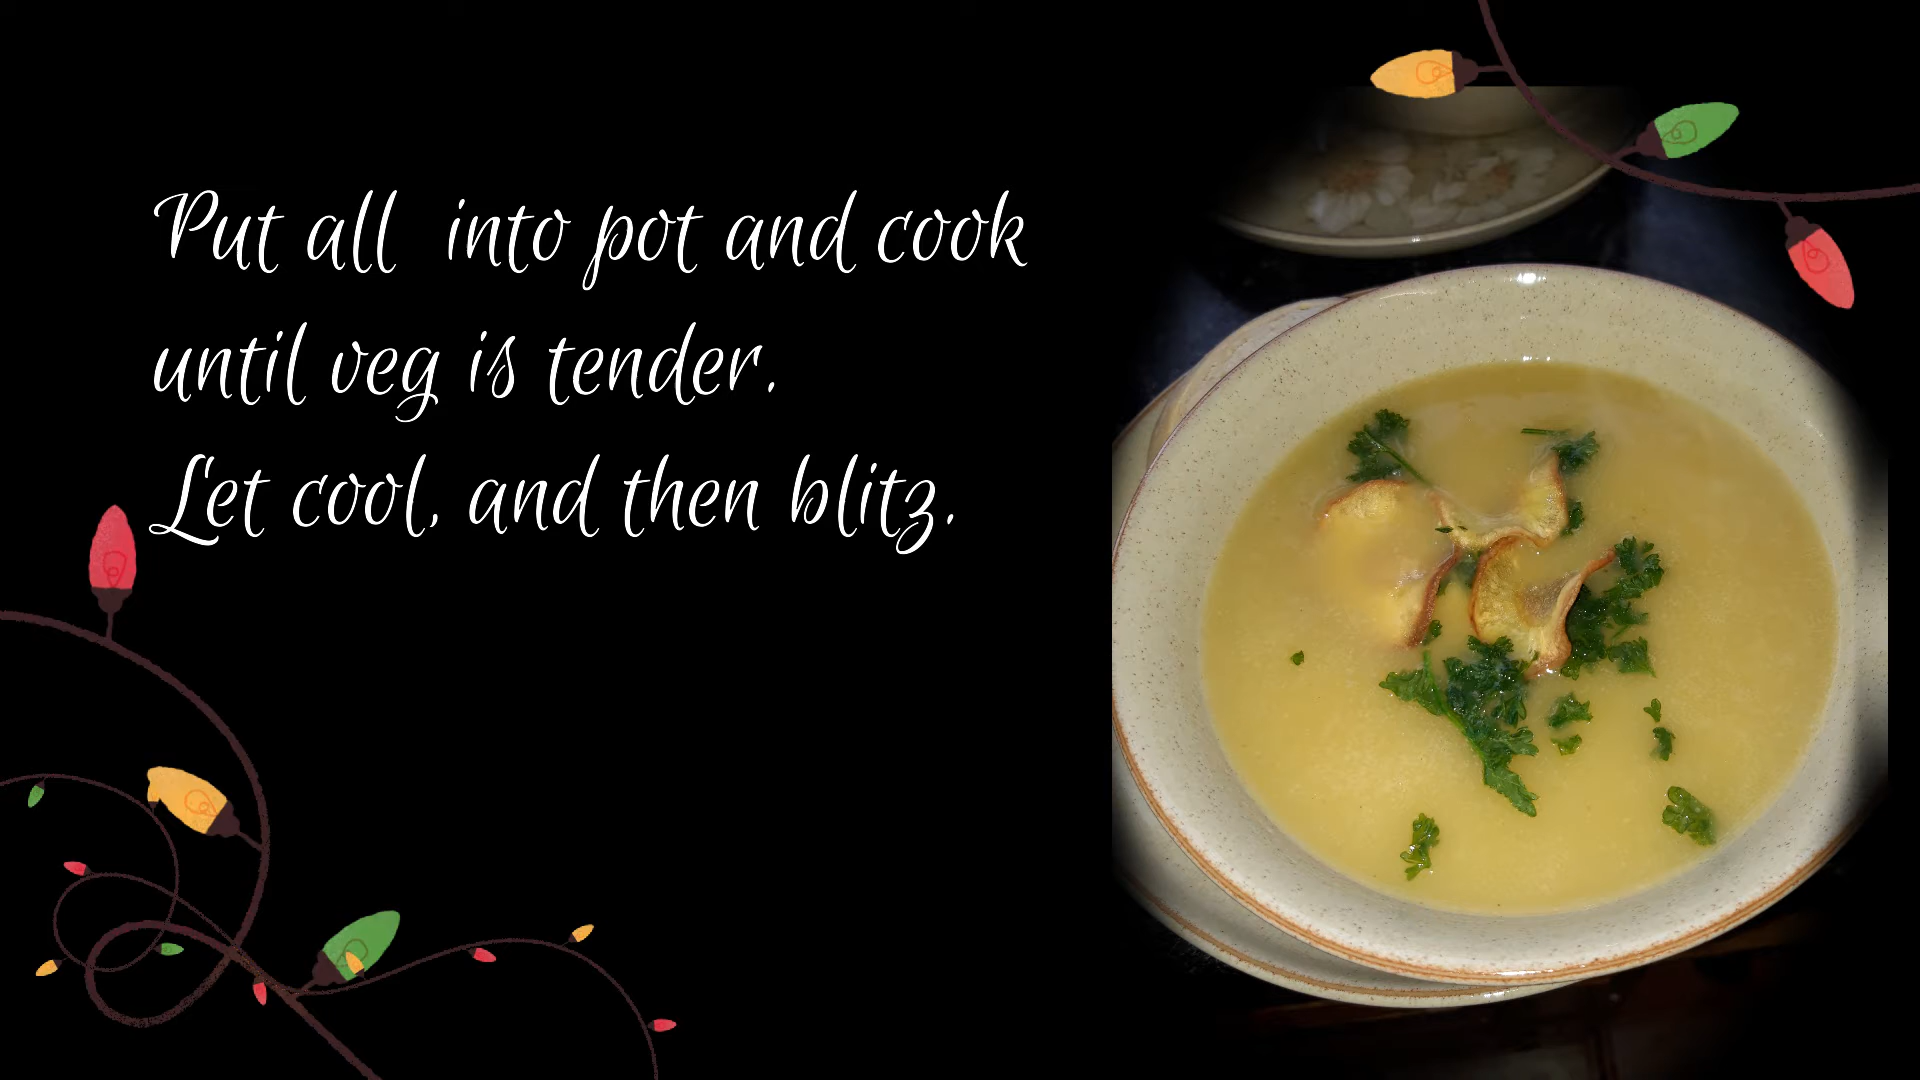 Put all into pot and cook
until veg is tender.
Let cool, and then blitz.